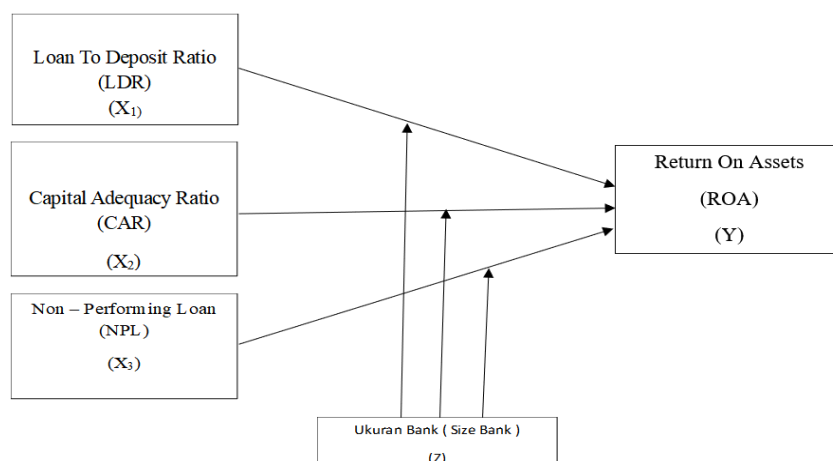 Loan To Deposit Ratio
(LDR)
(X₁)
Capital Adequacy Ratio
(CAR)
(X₂)
Non – Performing Loan
(NPL)
(X₃)
Return On Assets
(ROA)
(Y)
Ukuran Bank ( Size Bank )
(Z)